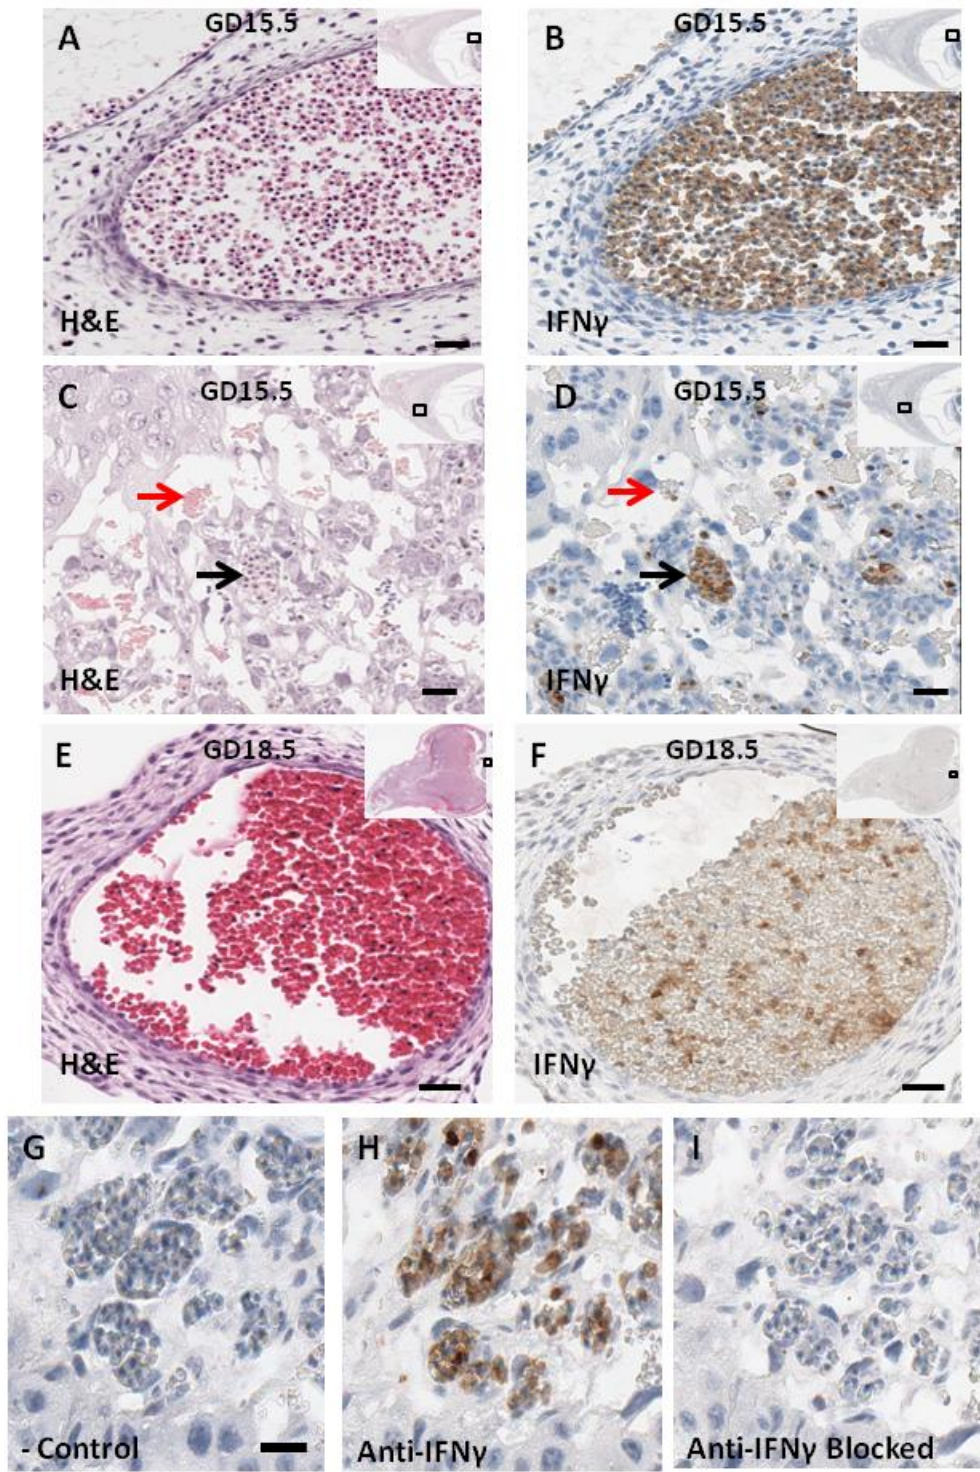 A GD15.5
H&E
B GD15.5
IFNγ
C GD15.5
H&E
D GD15.5
IFNγ
E GD18.5
H&E
F GD18.5
IFNγ
G
- Control
H
Anti-IFNγ
I
Anti-IFNγ Blocked